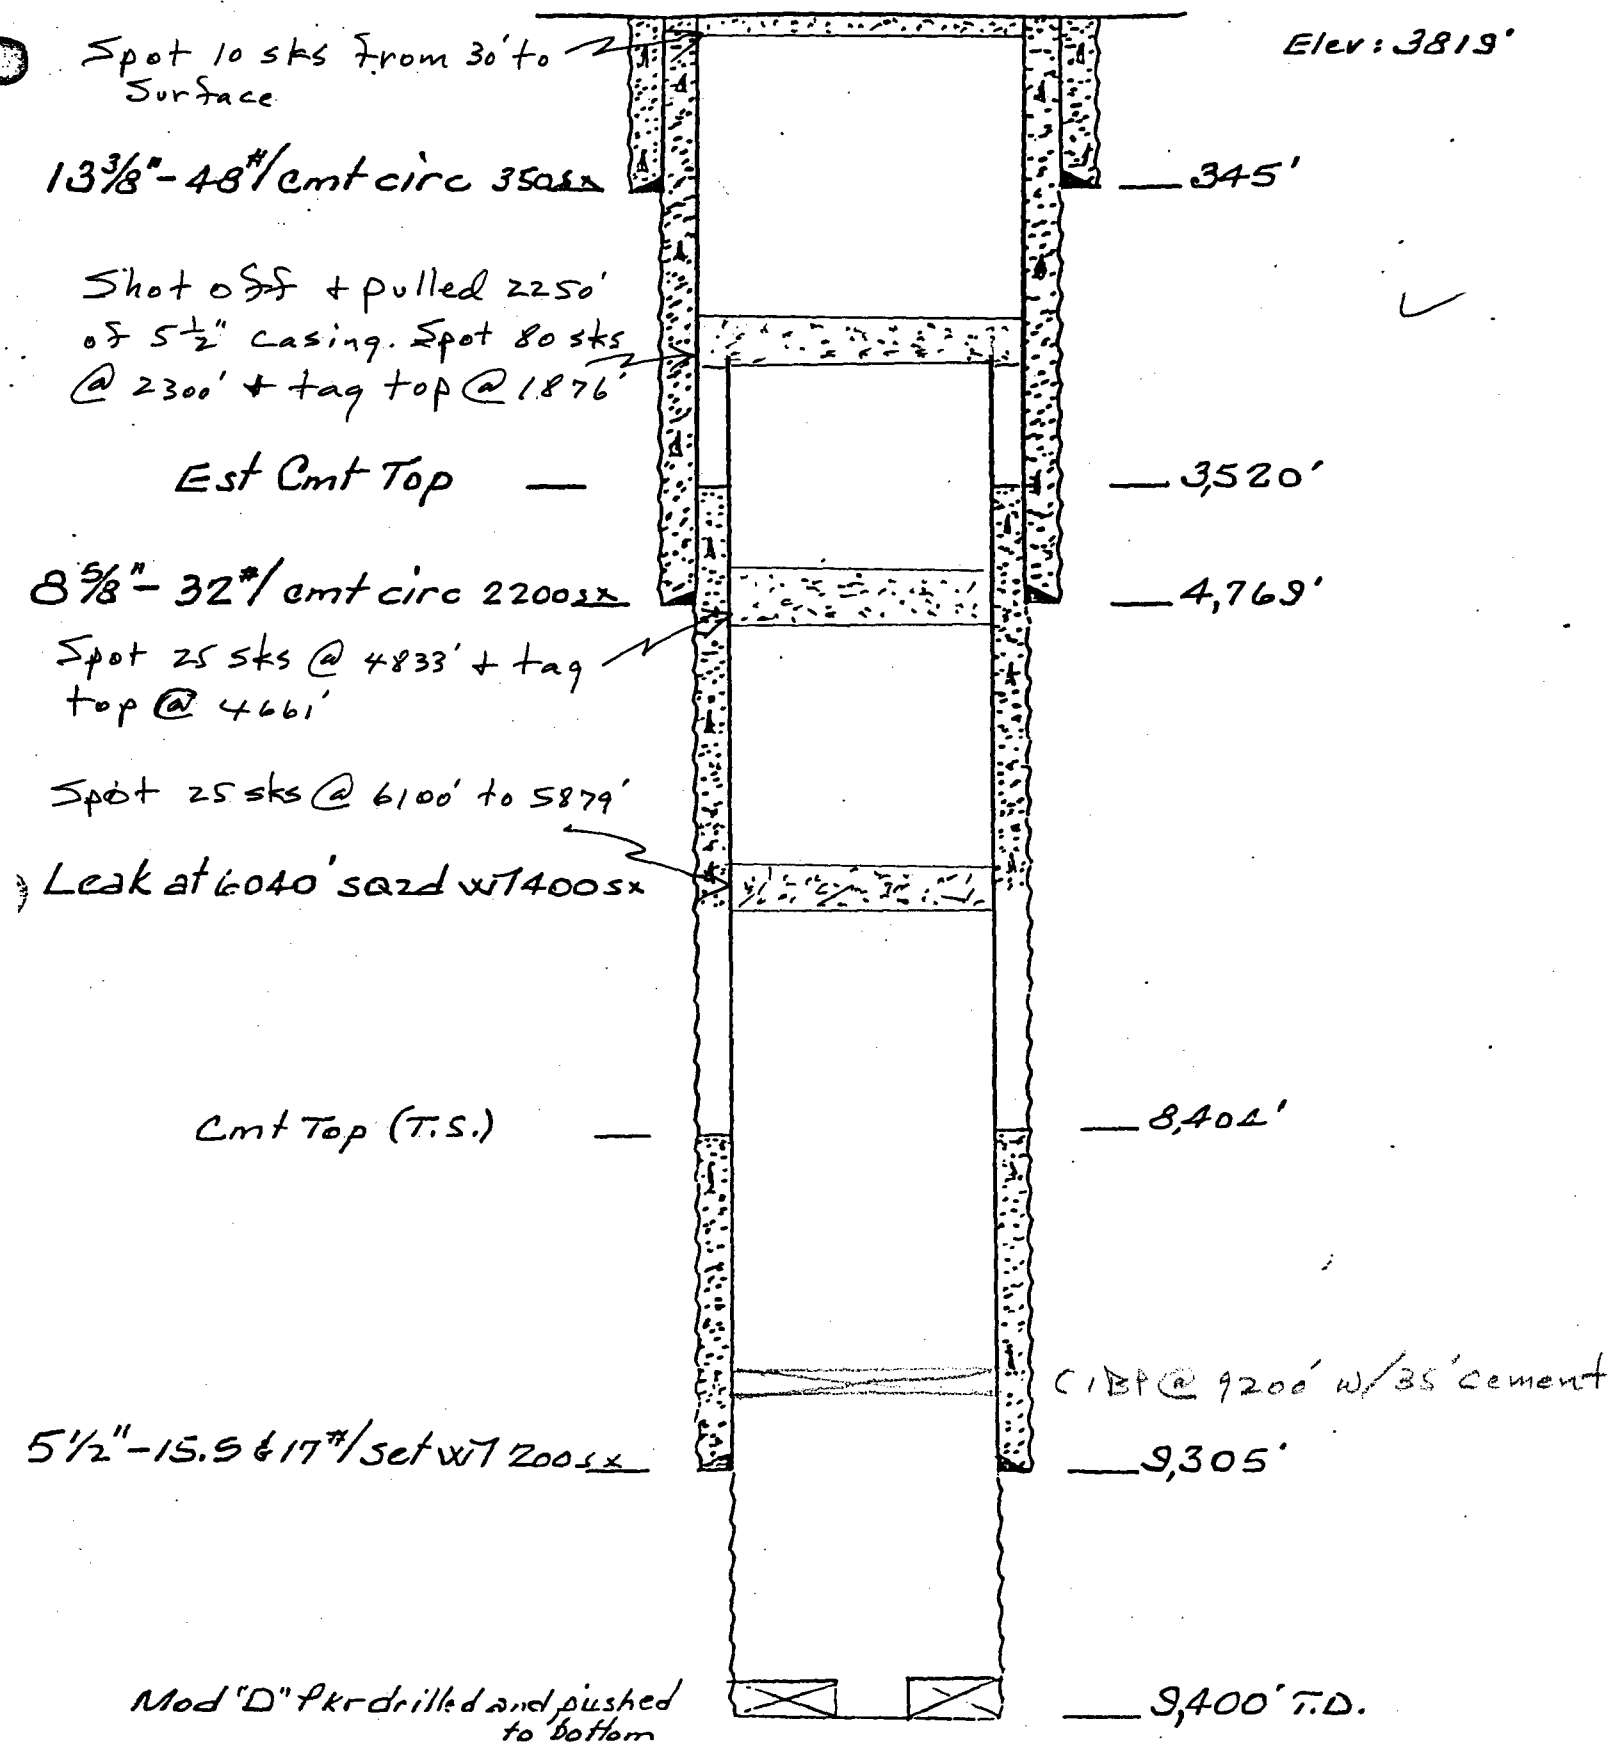 Spot 10 sks from 30' to
Surface
Elev: 3819'
13 3/8" - 48#/ cmt circ 350sx
345'
Shot off + pulled 2250'
of 5 1/2" casing. Spot 80 sks
@ 2300' + tag top @ 1876'
Est Cmt Top
3,520'
8 5/8" - 32#/ cmt circ 2200sx
4,769'
Spot 25 sks @ 4833' + tag
top @ 4661'
Spot 25 sks @ 6100' to 5879'
Leak at 6040' sqzd w/ 400 sx
Cmt Top (T.S.)
8,404'
CIBP @ 9200' w/35' cement
5 1/2" - 15.5 & 17#/ set w/ 200sx
9,305'
Mod "D" Pkr drilled and pushed
to bottom
9,400' T.D.